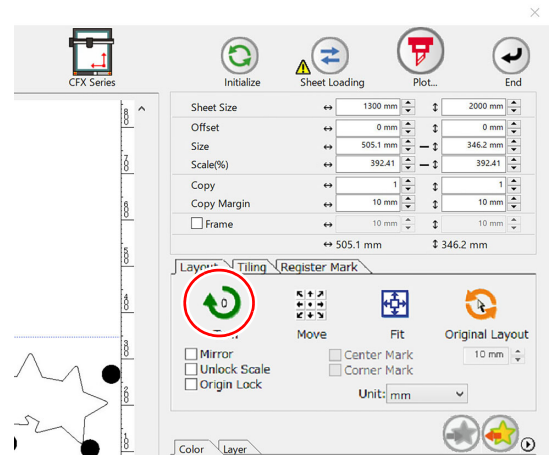 CFX Series
Initialize
Sheet Loading
Plot...
End
Sheet Size 1300 mm 2000 mm
Offset 0 mm 0 mm
Size 505.1 mm 346.2 mm
Scale(%) 392.41 392.41
Copy 1 1
Copy Margin 10 mm 10 mm
Frame 10 mm 10 mm
505.1 mm 346.2 mm
Layout Tiling Register Mark
0
Move Fit Original Layout
Mirror Center Mark 10 mm
Unlock Scale Corner Mark
Origin Lock
Unit: mm
Color Layer